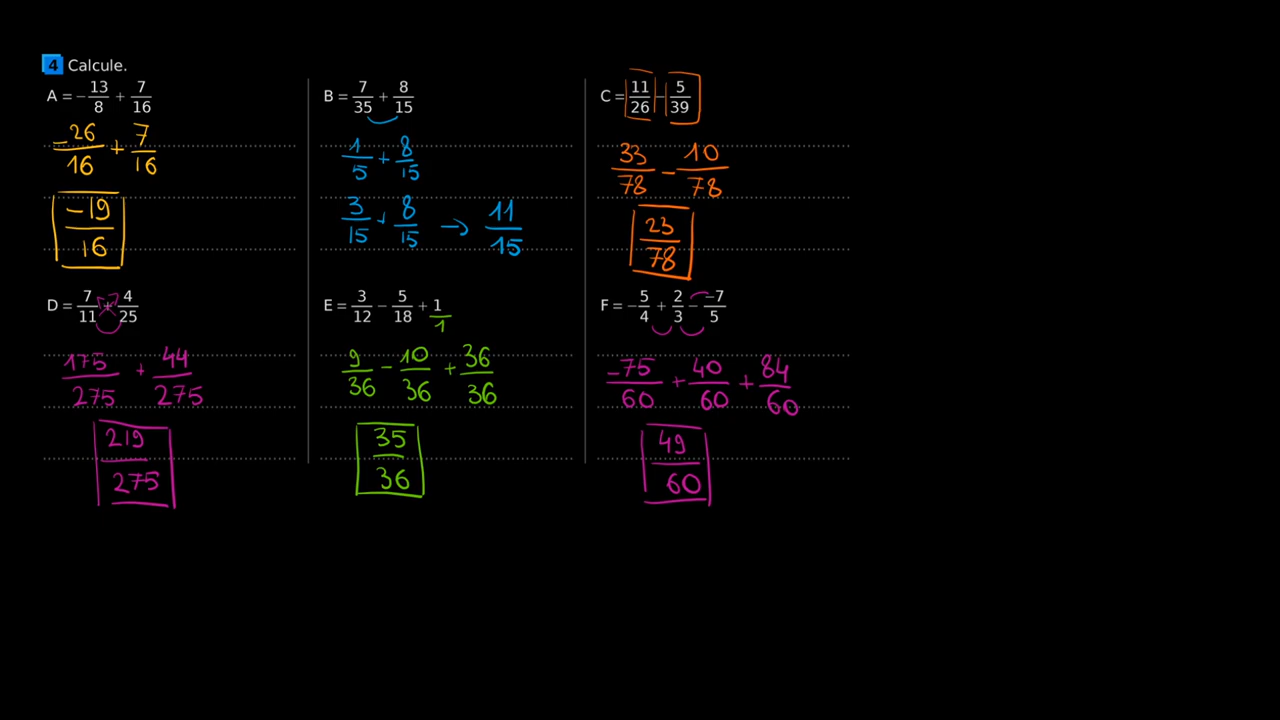 4 Calcule.
A = -13/8 + 7/16
-26/16 + 7/16
-19/16
B = 7/35 + 8/15
1/5 + 8/15
3/15 + 8/15 → 11/15
C = 11/26 - 5/39
33/78 - 10/78
23/78
D = 7/11 + 4/25
175/275 + 44/275
219/275
E = 3/12 - 5/18 + 1/1
9/36 - 10/36 + 36/36
35/36
F = -5/4 + 2/3 - -7/5
-75/60 + 40/60 + 84/60
49/60